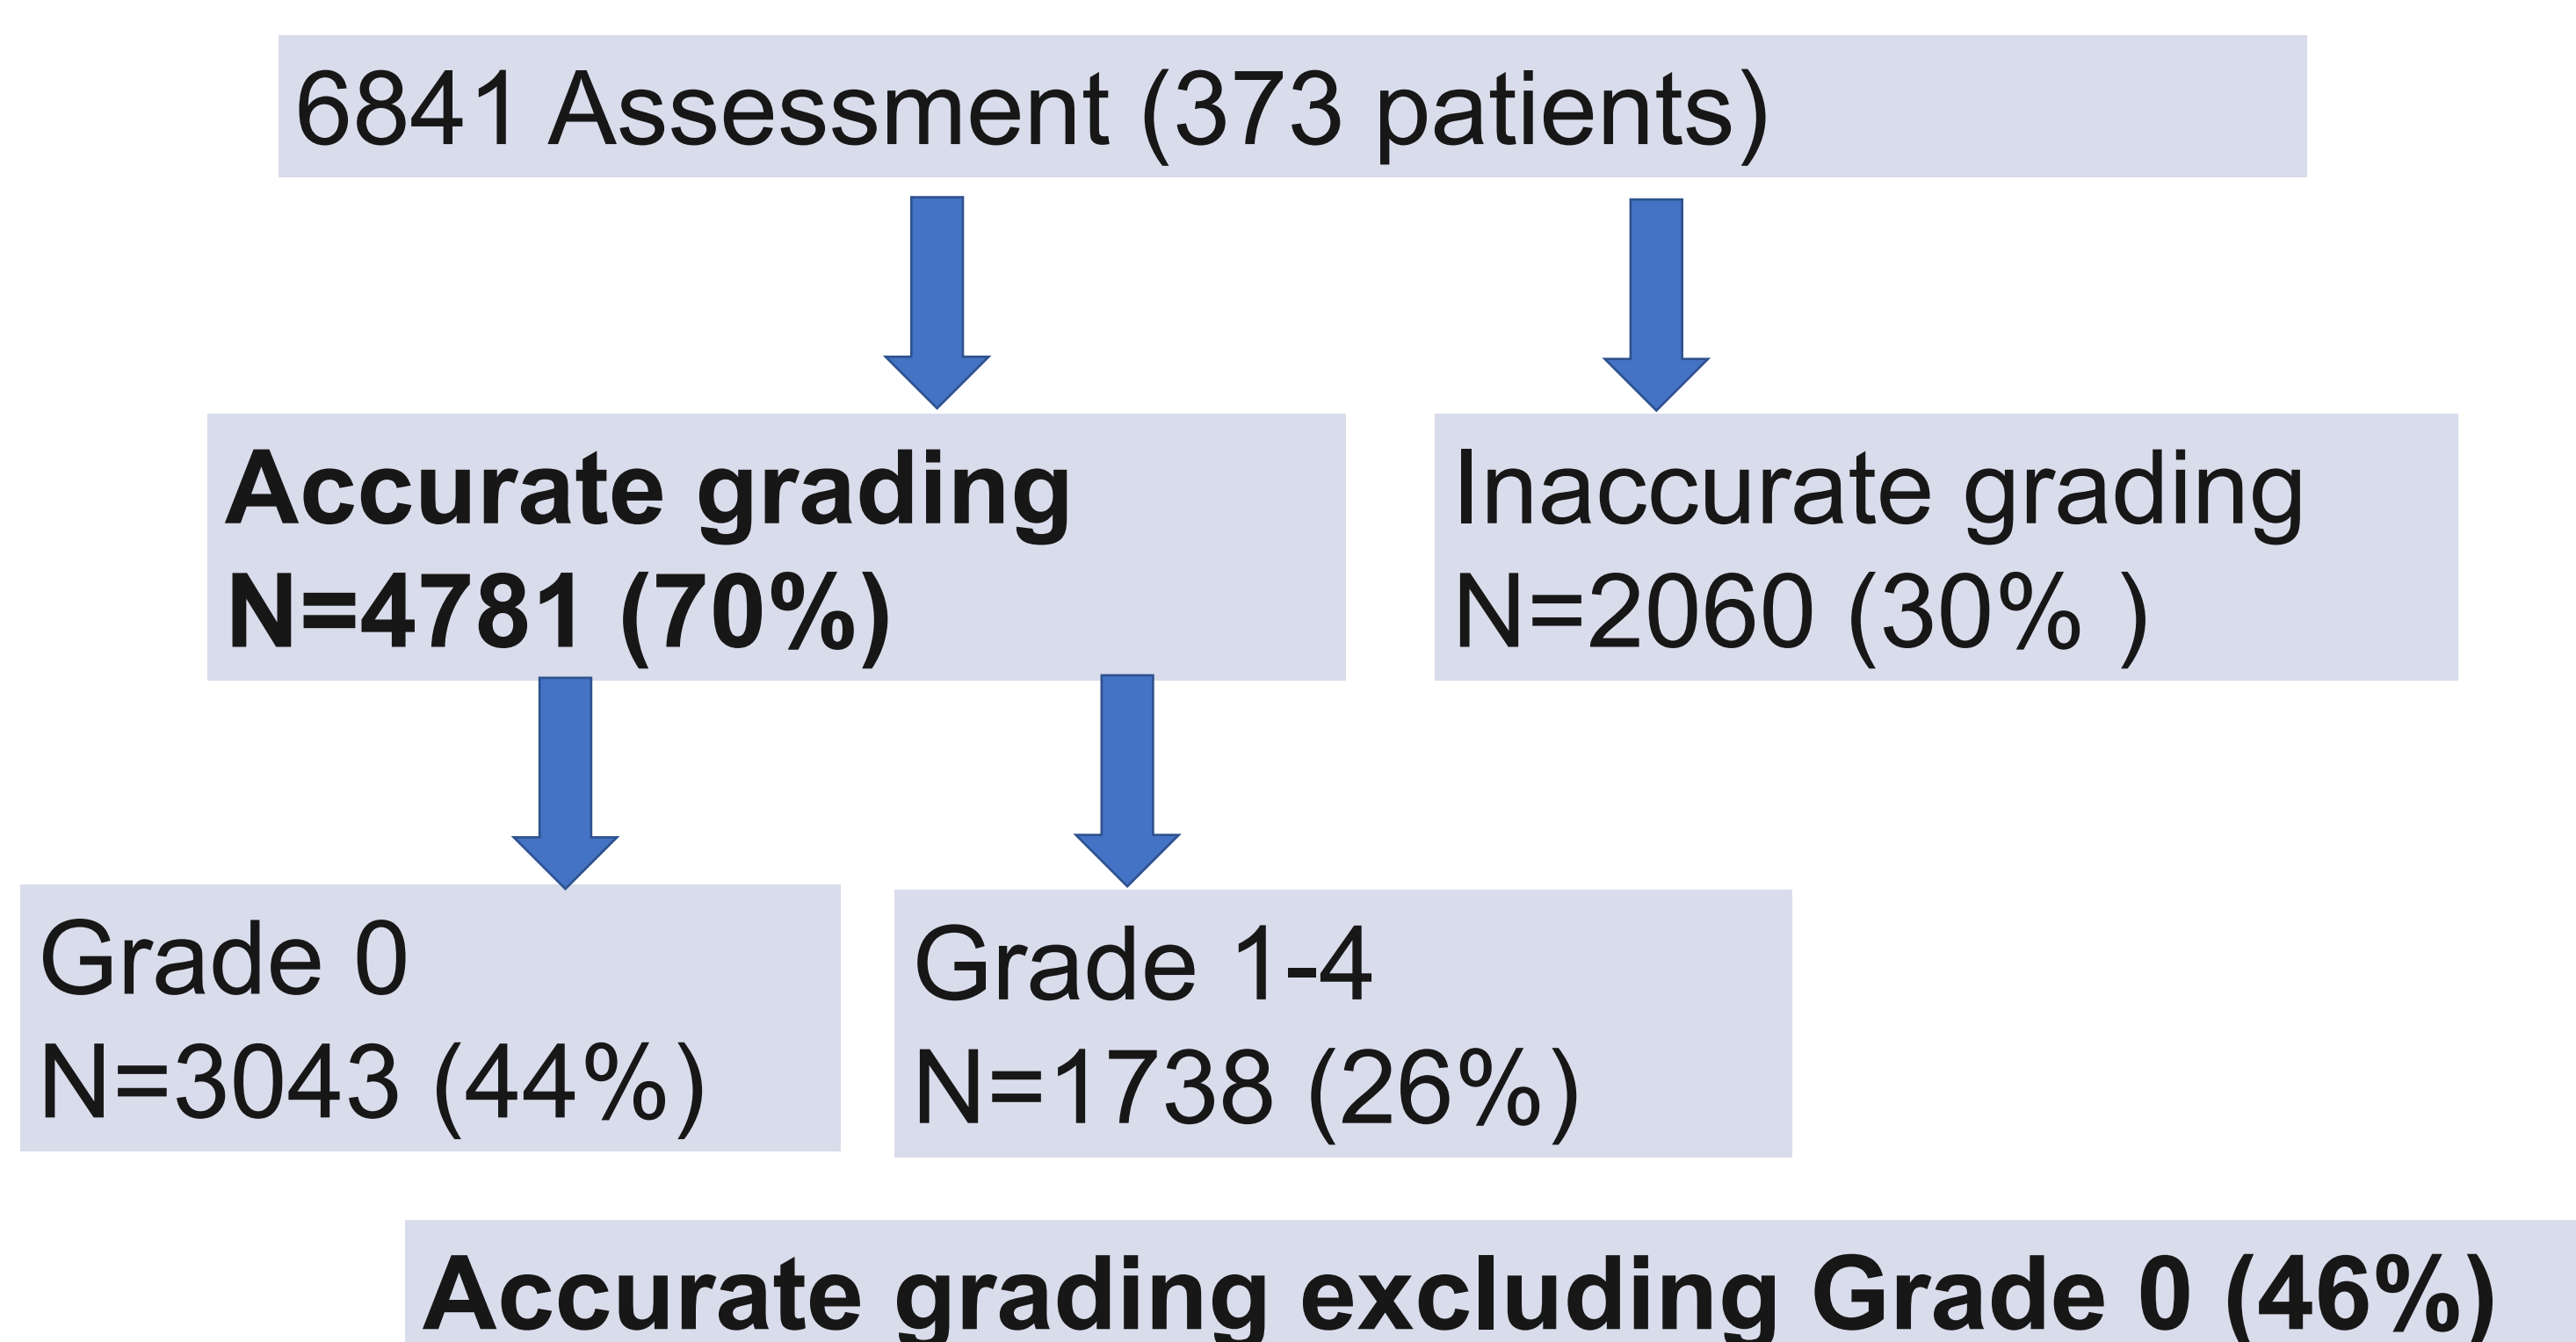 6841 Assessment (373 patients)
Accurate grading
N=4781 (70%)
Inaccurate grading
N=2060 (30% )
Grade 0
N=3043 (44%)
Grade 1-4
N=1738 (26%)
Accurate grading excluding Grade 0 (46%)